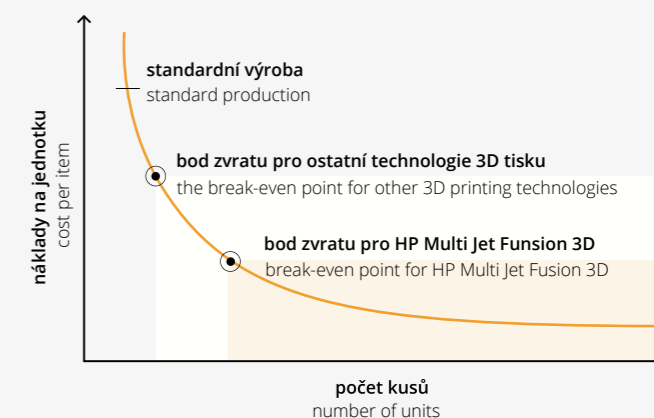 standardní výroba
standard production
bod zvratu pro ostatní technologie 3D tisku
the break-even point for other 3D printing technologies
bod zvratu pro HP Multi Jet Funsion 3D
break-even point for HP Multi Jet Fusion 3D
náklady na jednotku
cost per item
počet kusů
number of units